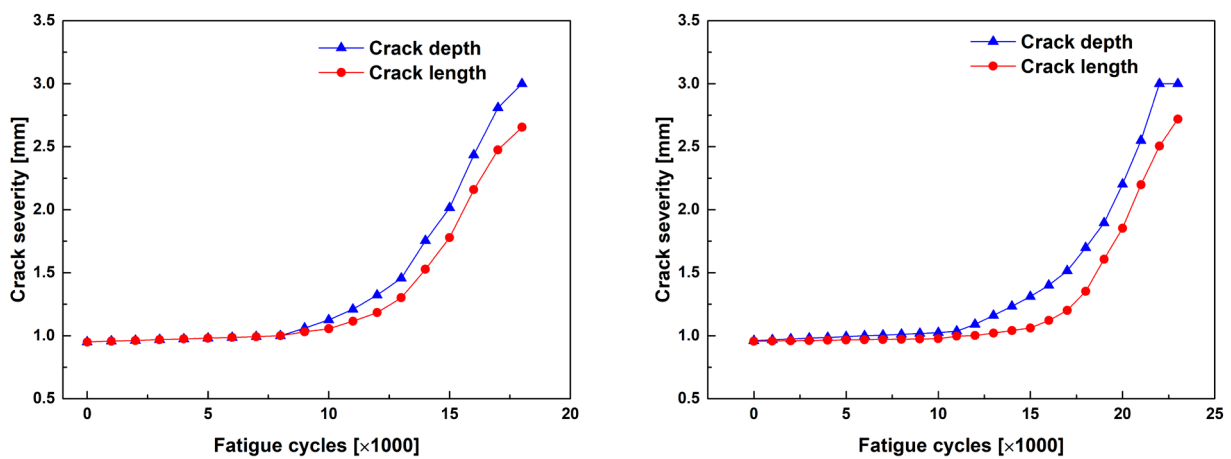 3.5
3.0
2.5
2.0
1.5
1.0
0.5
Crack severity [mm]
Crack depth
Crack length
0 5 10 15 20
Fatigue cycles [×1000]
3.5
3.0
2.5
2.0
1.5
1.0
0.5
Crack severity [mm]
Crack depth
Crack length
0 5 10 15 20 25
Fatigue cycles [×1000]